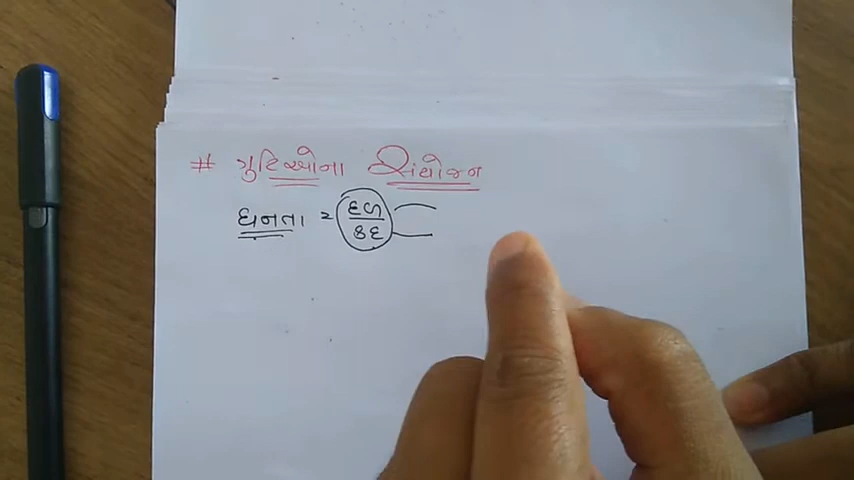 # ત્રુટિઓના સંયોજન
ઘનતા = દળ
કદ